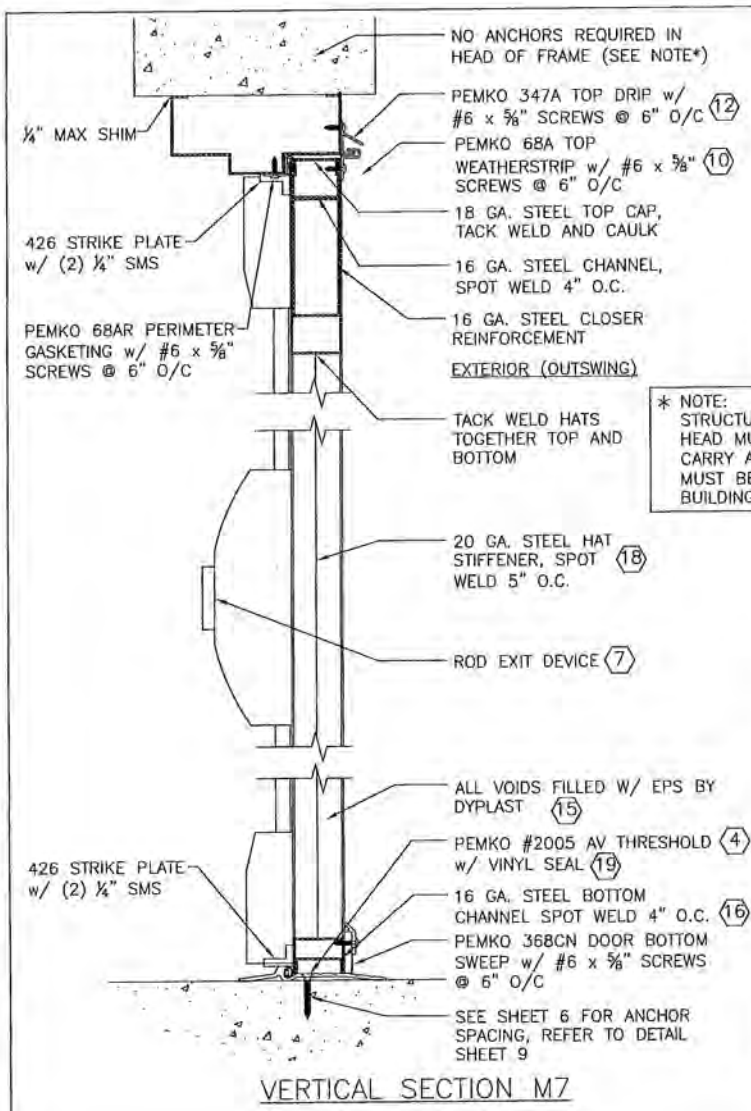 NO ANCHORS REQUIRED IN
HEAD OF FRAME (SEE NOTE*)
¼" MAX SHIM
PEMKO 347A TOP DRIP w/
#6 x ⅝" SCREWS @ 6" O/C 12
PEMKO 68A TOP
WEATHERSTRIP w/ #6 x ⅝" 10
SCREWS @ 6" O/C
18 GA. STEEL TOP CAP,
TACK WELD AND CAULK
426 STRIKE PLATE
w/ (2) ¼" SMS
16 GA. STEEL CHANNEL,
SPOT WELD 4" O.C.
PEMKO 68AR PERIMETER
GASKETING w/ #6 x ⅝"
SCREWS @ 6" O/C
16 GA. STEEL CLOSER
REINFORCEMENT
EXTERIOR (OUTSWING)
TACK WELD HATS
TOGETHER TOP AND
BOTTOM
* NOTE:
HEAD
CARRY
MUST
BUILDING
20 GA. STEEL HAT
STIFFENER, SPOT 18
WELD 5" O.C.
ROD EXIT DEVICE 7
ALL VOIDS FILLED W/ EPS BY
DYPLAST 15
PEMKO #2005 AV THRESHOLD 4
w/ VINYL SEAL 19
426 STRIKE PLATE
w/ (2) ¼" SMS
16 GA. STEEL BOTTOM
CHANNEL SPOT WELD 4" O.C. 16
PEMKO 368CN DOOR BOTTOM
SWEEP w/ #6 x ⅝" SCREWS
@ 6" O/C
SEE SHEET 6 FOR ANCHOR
SPACING, REFER TO DETAIL
SHEET 9
VERTICAL SECTION M7